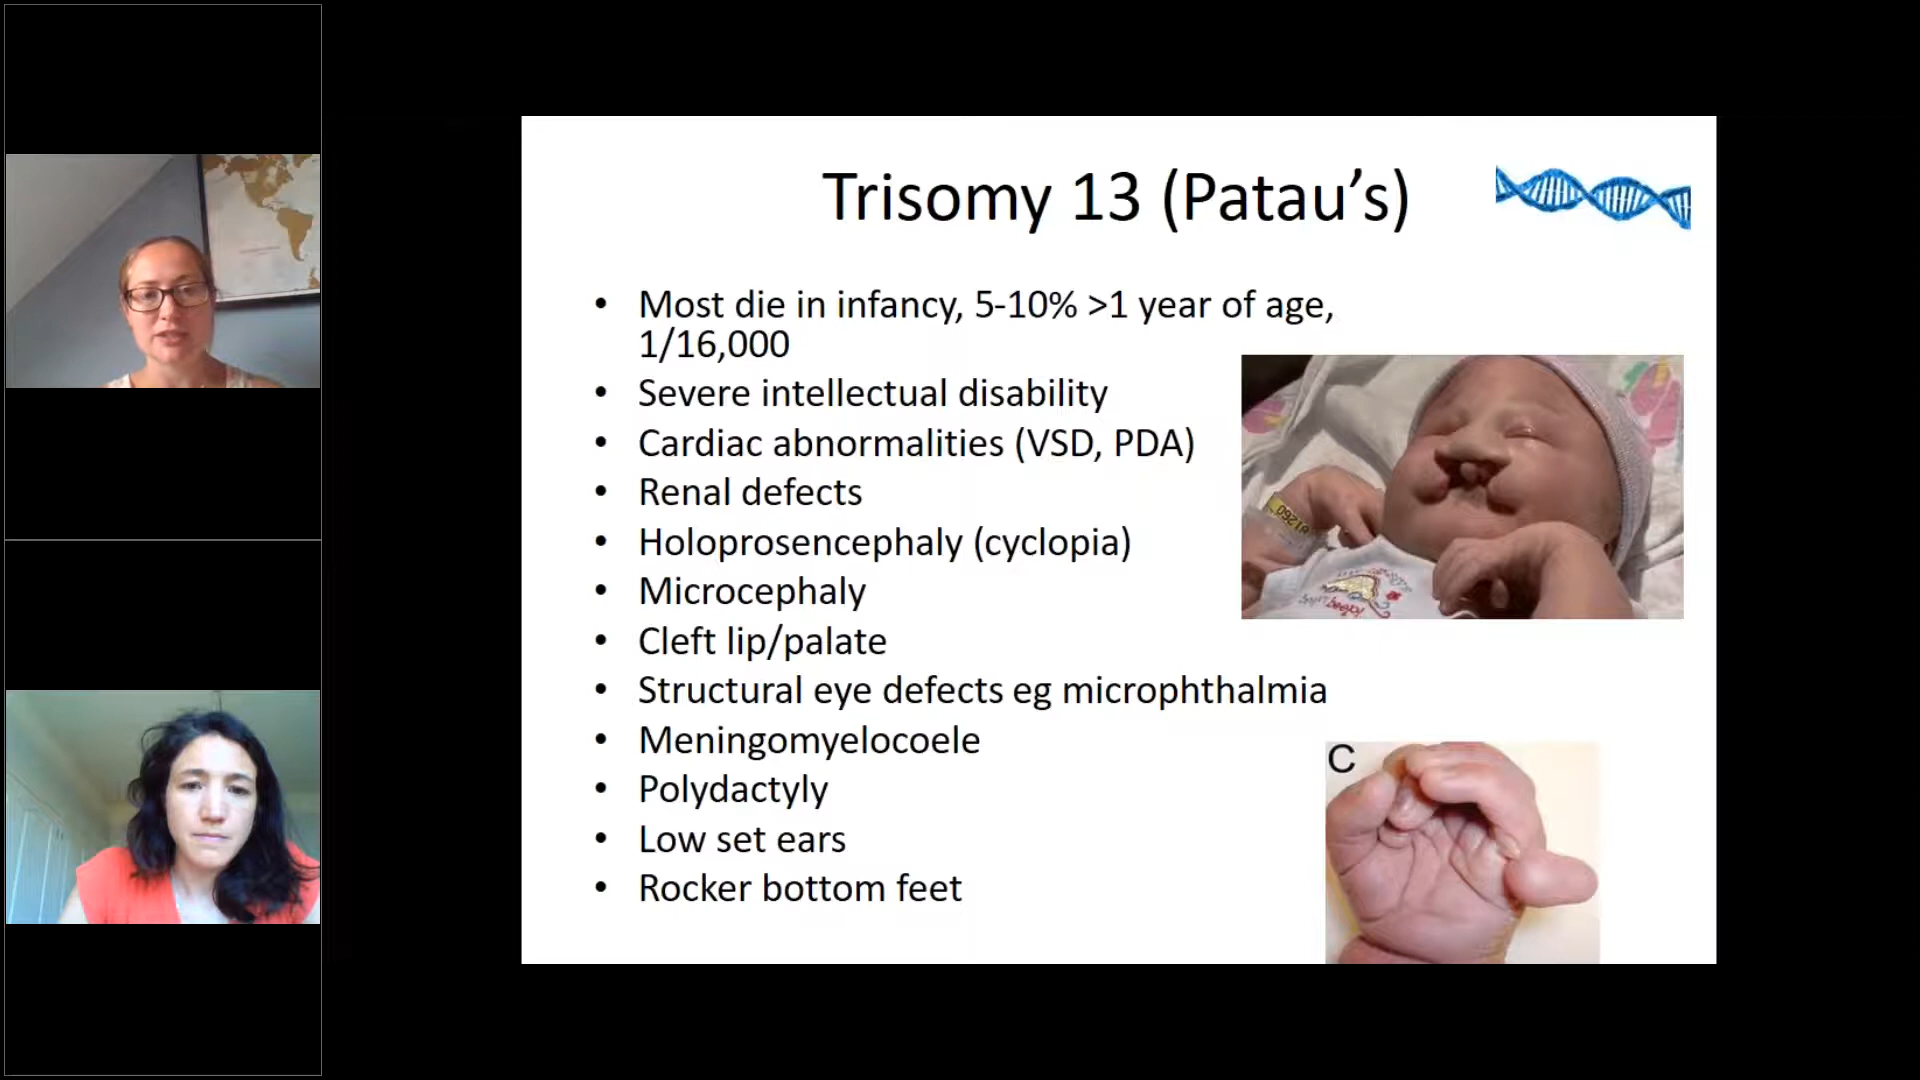 Trisomy 13 (Patau’s)
• Most die in infancy, 5-10% >1 year of age,
1/16,000
• Severe intellectual disability
• Cardiac abnormalities (VSD, PDA)
• Renal defects
• Holoprosencephaly (cyclopia)
• Microcephaly
• Cleft lip/palate
• Structural eye defects eg microphthalmia
• Meningomyelocoele
• Polydactyly
• Low set ears
• Rocker bottom feet
C